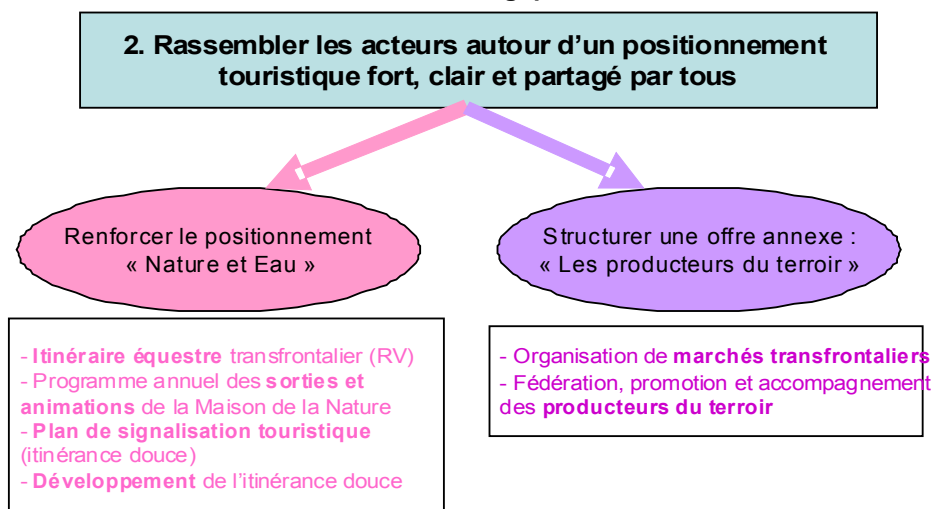 2. Rassembler les acteurs autour d’un positionnement
touristique fort, clair et partagé par tous
Renforcer le positionnement
« Nature et Eau »
Structurer une offre annexe :
« Les producteurs du terroir »
- Itinéraire équestre transfrontalier (RV)
- Programme annuel des sorties et
animations de la Maison de la Nature
- Plan de signalisation touristique
(itinérance douce)
- Développement de l’itinérance douce
- Organisation de marchés transfrontaliers
- Fédération, promotion et accompagnement
des producteurs du terroir